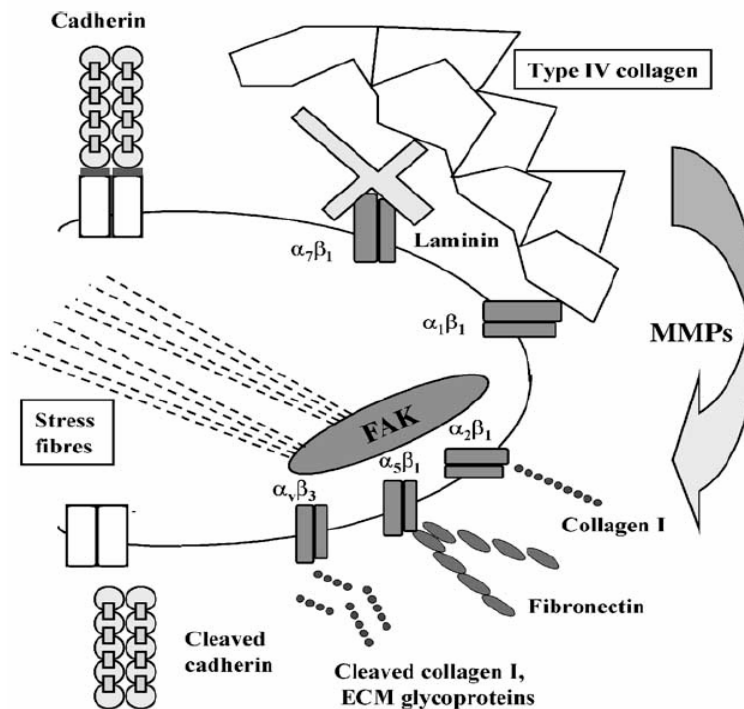 Cadherin
Type IV collagen
Laminin
α7β1
α1β1
MMPs
Stress
fibres
FAK
α2β1
α5β1
αvβ3
Collagen I
Fibronectin
Cleaved
cadherin
Cleaved collagen I,
ECM glycoproteins